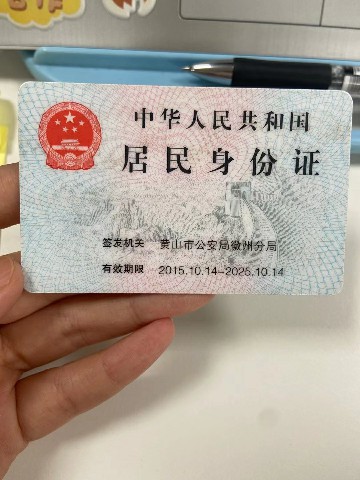 中华人民共和国
居民身份证
签发机关 黄山市公安局徽州分局
有效期限 2015.10.14-2025.10.14